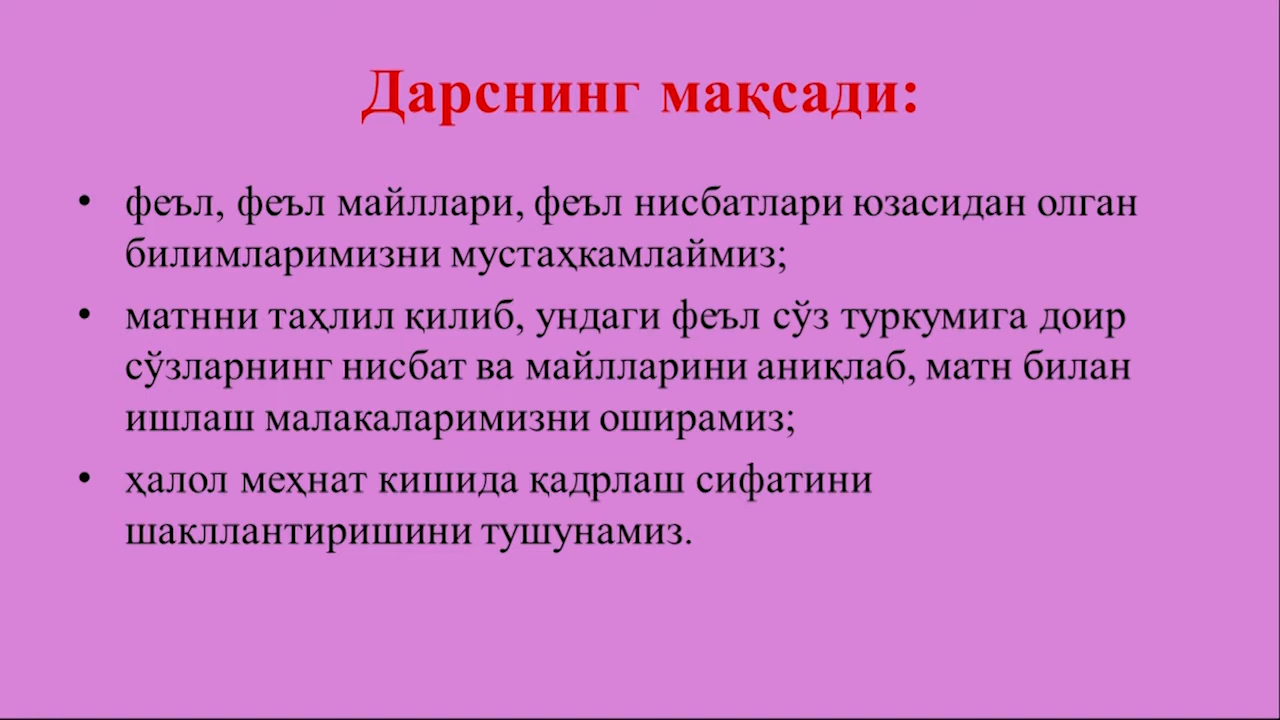 Дарснинг мақсади:
• феъл, феъл майллари, феъл нисбатлари юзасидан олган
билимларимизни мустаҳкамлаймиз;
• матнни таҳлил қилиб, ундаги феъл сўз туркумига доир
сўзларнинг нисбат ва майлларини аниқлаб, матн билан
ишлаш малакаларимизни оширамиз;
• ҳалол меҳнат кишида қадрлаш сифатини
шакллантиришини тушунамиз.